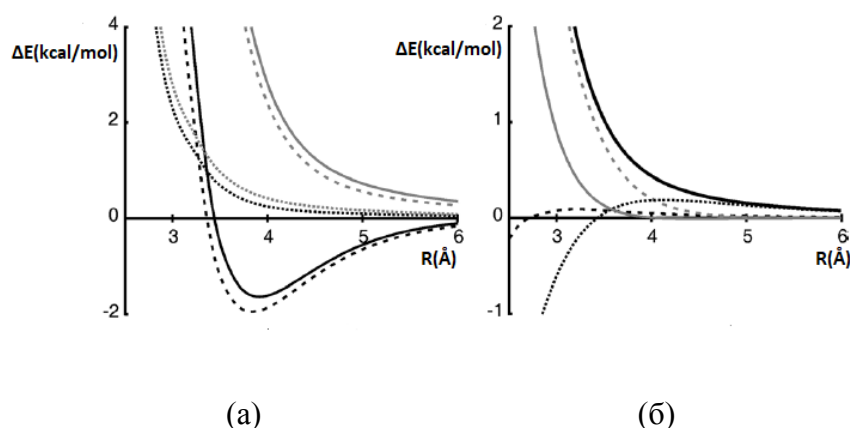 4
ΔE(kcal/mol)
2
0
3 4 5 6
R(Å)
-2
(a)
2
ΔE(kcal/mol)
1
0
3 4 5 6
R(Å)
-1
(б)